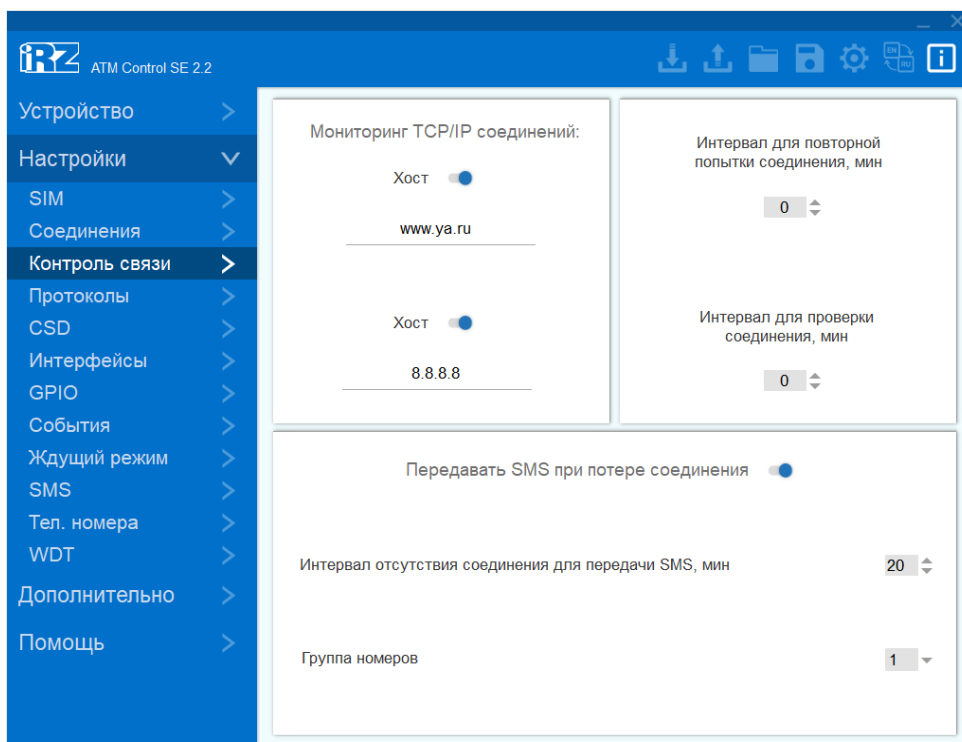 iRZ ATM Control SE 2.2
EN
RU
Устройство
Настройки
SIM
Соединения
Контроль связи
Протоколы
CSD
Интерфейсы
GPIO
События
Ждущий режим
SMS
Тел. номера
WDT
Дополнительно
Помощь
Мониторинг TCP/IP соединений:
Хост
www.ya.ru
Хост
8.8.8.8
Интервал для повторной
попытки соединения, мин
0
Интервал для проверки
соединения, мин
0
Передавать SMS при потере соединения
Интервал отсутствия соединения для передачи SMS, мин
20
Группа номеров
1